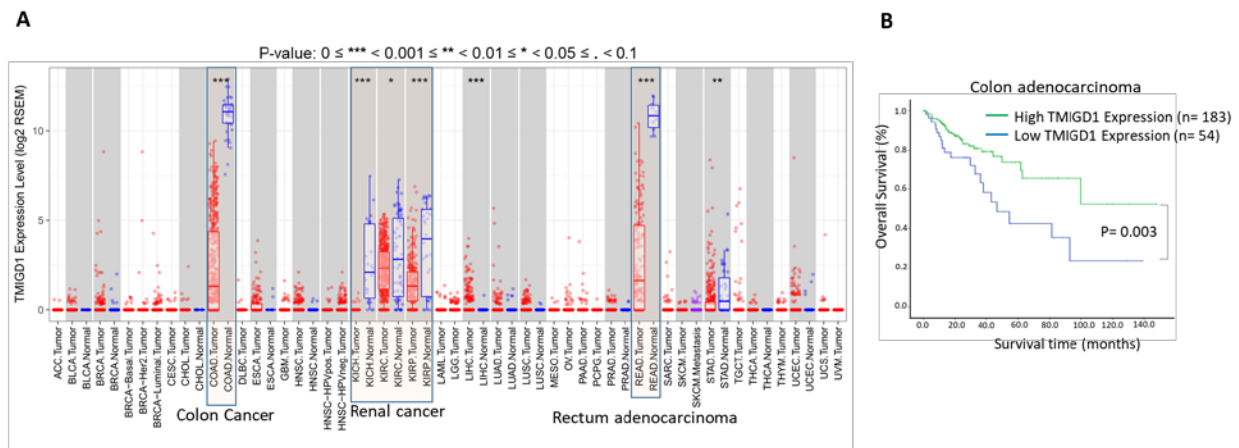 A
P-value: 0 ≤ *** < 0.001 ≤ ** < 0.01 ≤ * < 0.05 ≤ . < 0.1
TMIGD1 Expression Level (log2 RSEM)
10
5
0
***
***
*
***
***
***
**
ACC.Tumor
BLCA.Tumor
BLCA.Normal
BRCA.Tumor
BRCA.Normal
BRCA-Basal.Tumor
BRCA-Her2.Tumor
BRCA-Luminal.Tumor
CESC.Tumor
CHOL.Tumor
CHOL.Normal
COAD.Tumor
COAD.Normal
DLBC.Tumor
ESCA.Tumor
ESCA.Normal
GBM.Tumor
HNSC.Tumor
HNSC.Normal
HNSC-HPVpos.Tumor
HNSC-HPVneg.Tumor
KICH.Tumor
KICH.Normal
KIRC.Tumor
KIRC.Normal
KIRP.Tumor
KIRP.Normal
LAML.Tumor
LGG.Tumor
LIHC.Tumor
LIHC.Normal
LUAD.Tumor
LUAD.Normal
LUSC.Tumor
LUSC.Normal
MESO.Tumor
OV.Tumor
PAAD.Tumor
PCPG.Tumor
PRAD.Tumor
PRAD.Normal
READ.Tumor
READ.Normal
SARC.Tumor
SKCM.Tumor
SKCM.Metastasis
STAD.Tumor
STAD.Normal
TGCT.Tumor
THCA.Tumor
THCA.Normal
THYM.Tumor
UCEC.Tumor
UCEC.Normal
UCS.Tumor
UVM.Tumor
Colon Cancer
Renal cancer
Rectum adenocarcinoma
B
Colon adenocarcinoma
High TMIGD1 Expression (n= 183)
Low TMIGD1 Expression (n= 54)
Overall Survival (%)
1.0
0.8
0.6
0.4
0.2
0.0
P= 0.003
0.0 20.0 40.0 60.0 80.0 100.0 120.0 140.0
Survival time (months)